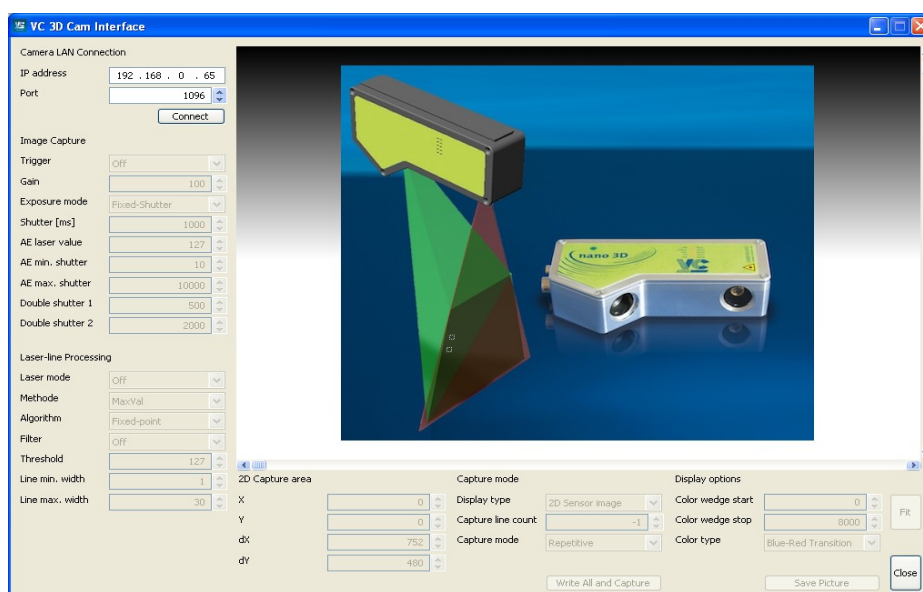 VC 3D Cam Interface
Camera LAN Connection
IP address 192 . 168 . 0 . 65
Port 1096
Connect
Image Capture
Trigger Off
Gain 100
Exposure mode Fixed-Shutter
Shutter [ms] 1000
AE laser value 127
AE min. shutter 10
AE max. shutter 10000
Double shutter 1 500
Double shutter 2 2000
Laser-line Processing
Laser mode Off
Methode MaxVal
Algorithm Fixed-point
Filter Off
Threshold 127
Line min. width 1
Line max. width 30
nano 3D
VC
2D Capture area
X 0
Y 0
dX 752
dY 480
Capture mode
Display type 2D Sensor image
Capture line count -1
Capture mode Repetitive
Write All and Capture
Display options
Color wedge start 0
Color wedge stop 8000
Color type Blue-Red Transition
Save Picture
Fit
Close